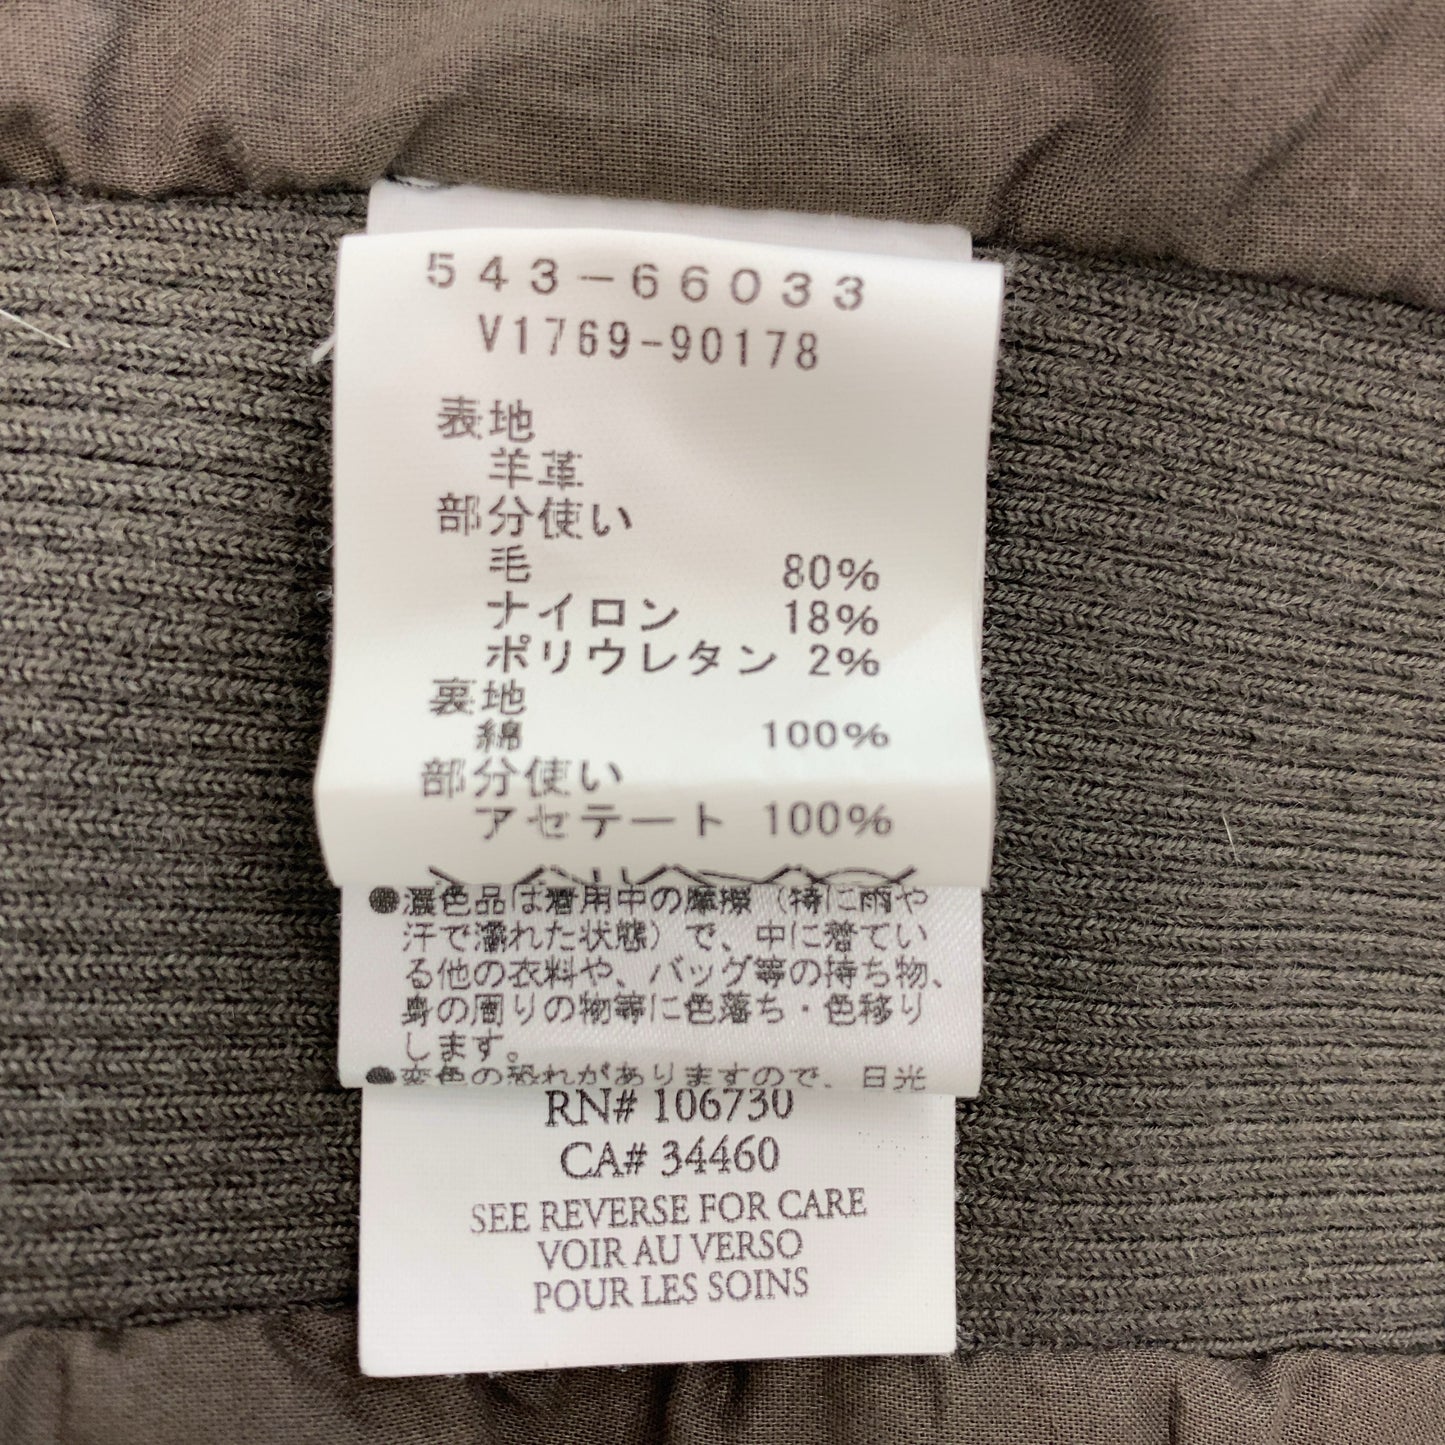 543-66033
V1769-90178
表地
羊革
部分使い
毛 80%
ナイロン 18%
ポリウレタン 2%
裏地
綿 100%
部分使い
アセテート 100%
●濃色品は着用中の摩擦(特に雨や
汗で濡れた状態)で、中に着てい
る他の衣料や、バッグ等の持ち物、
身の周りの物等に色落ち・色移り
します。
●変色の恐れがありますので、日光
RN# 106730
CA# 34460
SEE REVERSE FOR CARE
VOIR AU VERSO
POUR LES SOINS